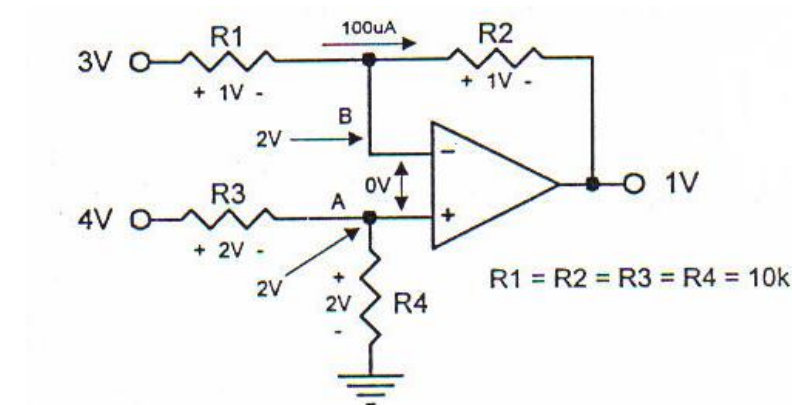 100uA
R1
R2
3V
+ 1V -
+ 1V -
B
2V
−
0V
1V
R3
A
4V
+
+ 2V -
2V
+
2V
-
R4
R1 = R2 = R3 = R4 = 10k